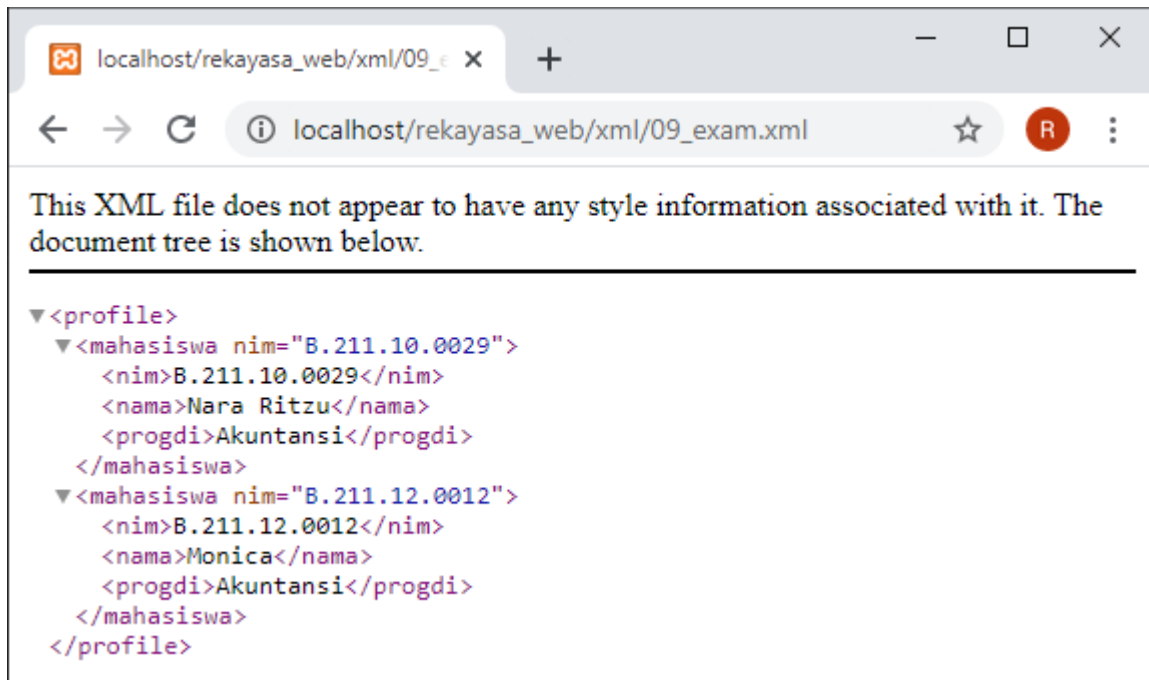 localhost/rekayasa_web/xml/09_e
localhost/rekayasa_web/xml/09_exam.xml
R
This XML file does not appear to have any style information associated with it. The
document tree is shown below.
▼<profile>
▼<mahasiswa nim="B.211.10.0029">
<nim>B.211.10.0029</nim>
<nama>Nara Ritzu</nama>
<progdi>Akuntansi</progdi>
</mahasiswa>
▼<mahasiswa nim="B.211.12.0012">
<nim>B.211.12.0012</nim>
<nama>Monica</nama>
<progdi>Akuntansi</progdi>
</mahasiswa>
</profile>